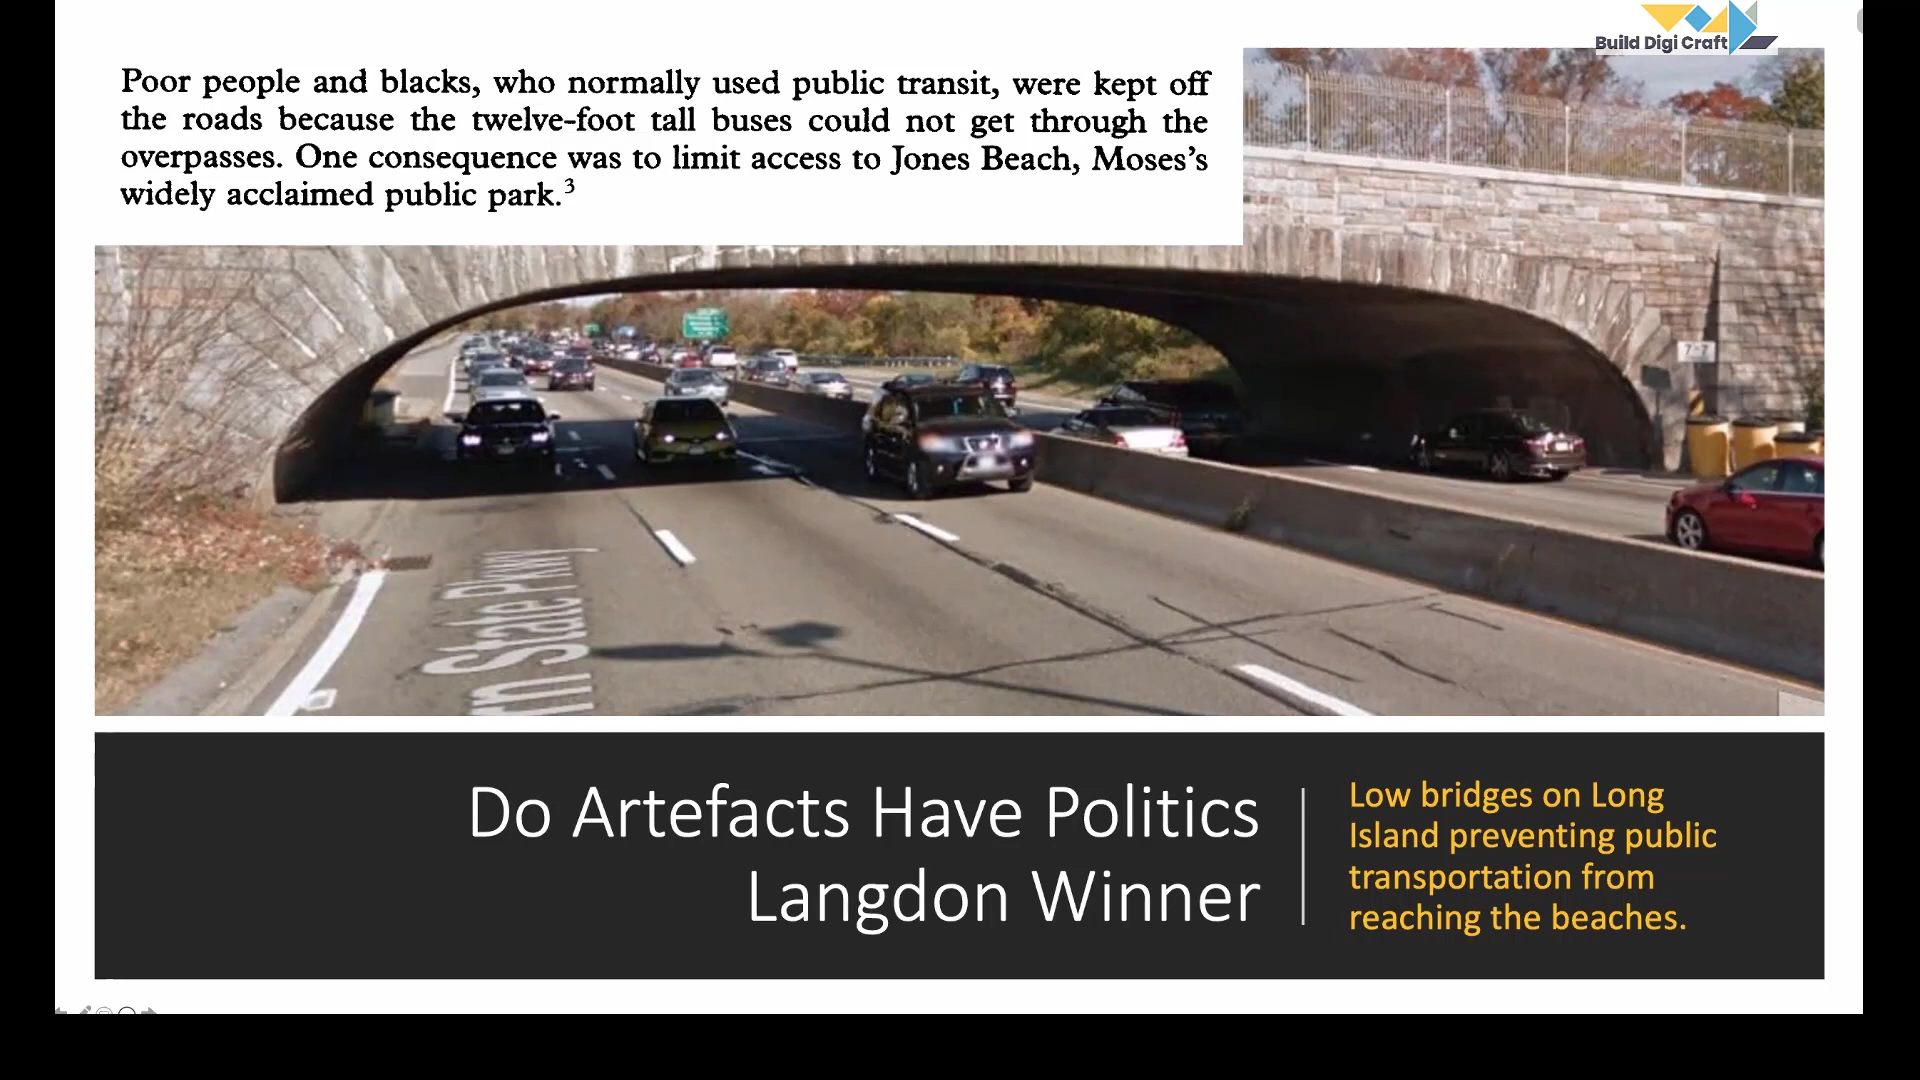 Build Digi Craft
Poor people and blacks, who normally used public transit, were kept off
the roads because the twelve-foot tall buses could not get through the
overpasses. One consequence was to limit access to Jones Beach, Moses’s
widely acclaimed public park.3
7'7
State Pkwy
rn
Do Artefacts Have Politics
Langdon Winner
Low bridges on Long
Island preventing public
transportation from
reaching the beaches.